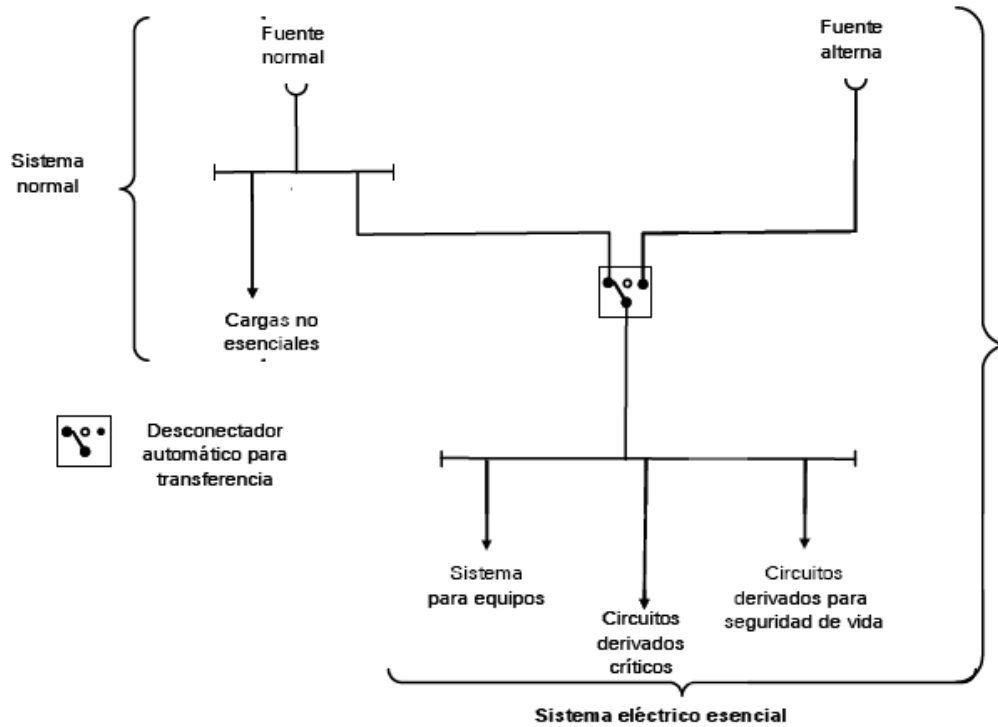 Fuente
normal
Fuente
alterna
Sistema
normal
Cargas no
esenciales
Desconectador
automático para
transferencia
Sistema
para equipos
Circuitos
derivados
críticos
Circuitos
derivados para
seguridad de vida
Sistema eléctrico esencial